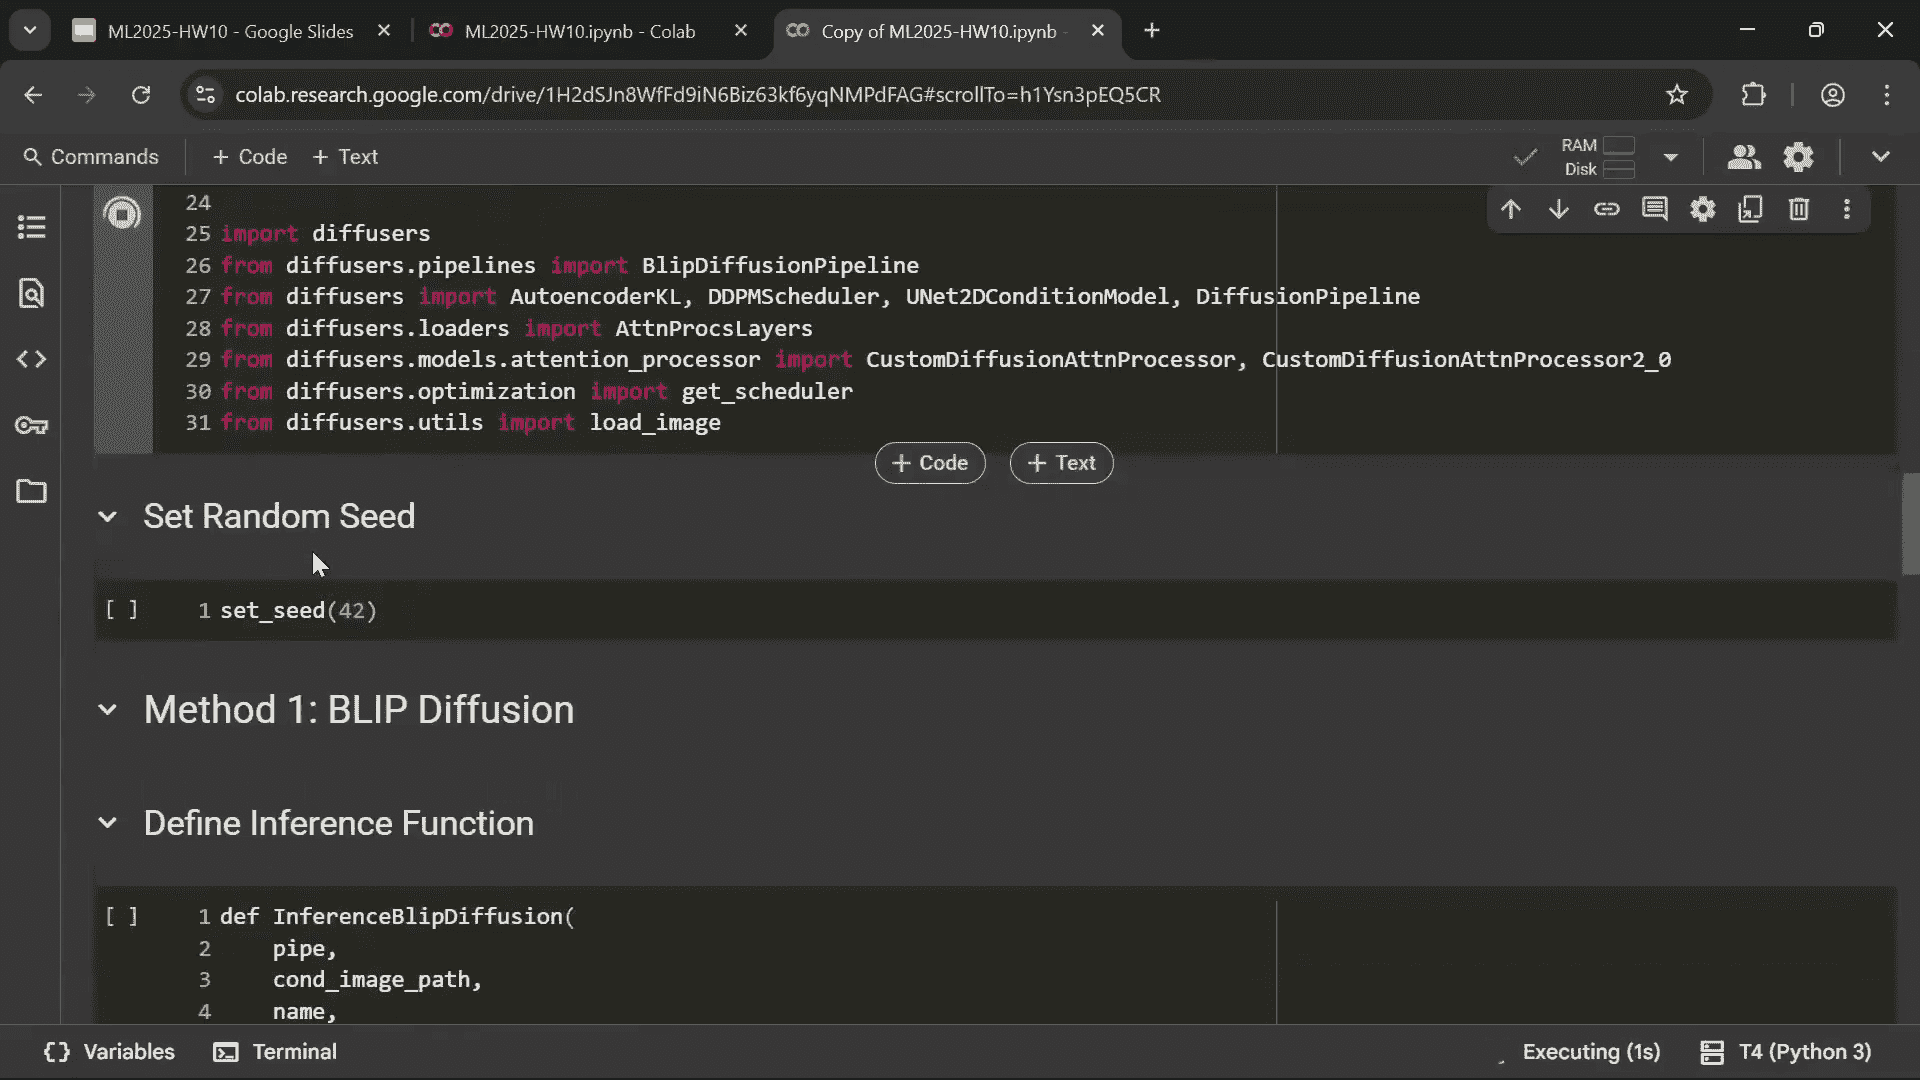 ML2025-HW10 - Google Slides
ML2025-HW10.ipynb - Colab
Copy of ML2025-HW10.ipynb -
colab.research.google.com/drive/1H2dSJn8WfFd9iN6Biz63kf6yqNMPdFAG#scrollTo=h1Ysn3pEQ5CR
Commands
+ Code
+ Text
RAM
Disk
24
25 import diffusers
26 from diffusers.pipelines import BlipDiffusionPipeline
27 from diffusers import AutoencoderKL, DDPMScheduler, UNet2DConditionModel, DiffusionPipeline
28 from diffusers.loaders import AttnProcsLayers
29 from diffusers.models.attention_processor import CustomDiffusionAttnProcessor, CustomDiffusionAttnProcessor2_0
30 from diffusers.optimization import get_scheduler
31 from diffusers.utils import load_image
+ Code
+ Text
Set Random Seed
[ ] 1 set_seed(42)
Method 1: BLIP Diffusion
Define Inference Function
[ ] 1 def InferenceBlipDiffusion(
2 pipe,
3 cond_image_path,
4 name,
{} Variables
Terminal
Executing (1s)
T4 (Python 3)